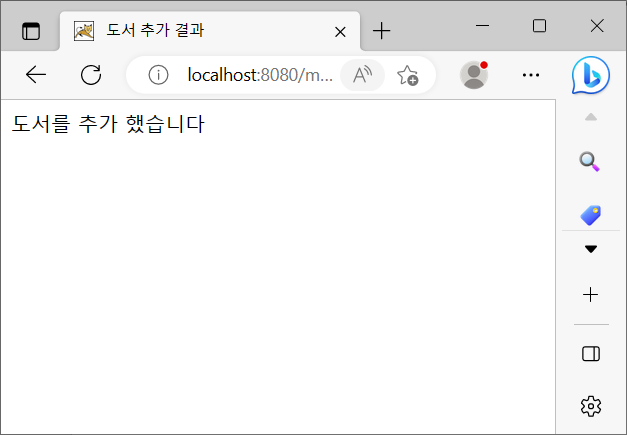 도서 추가 결과
localhost:8080/m...
도서를 추가 했습니다